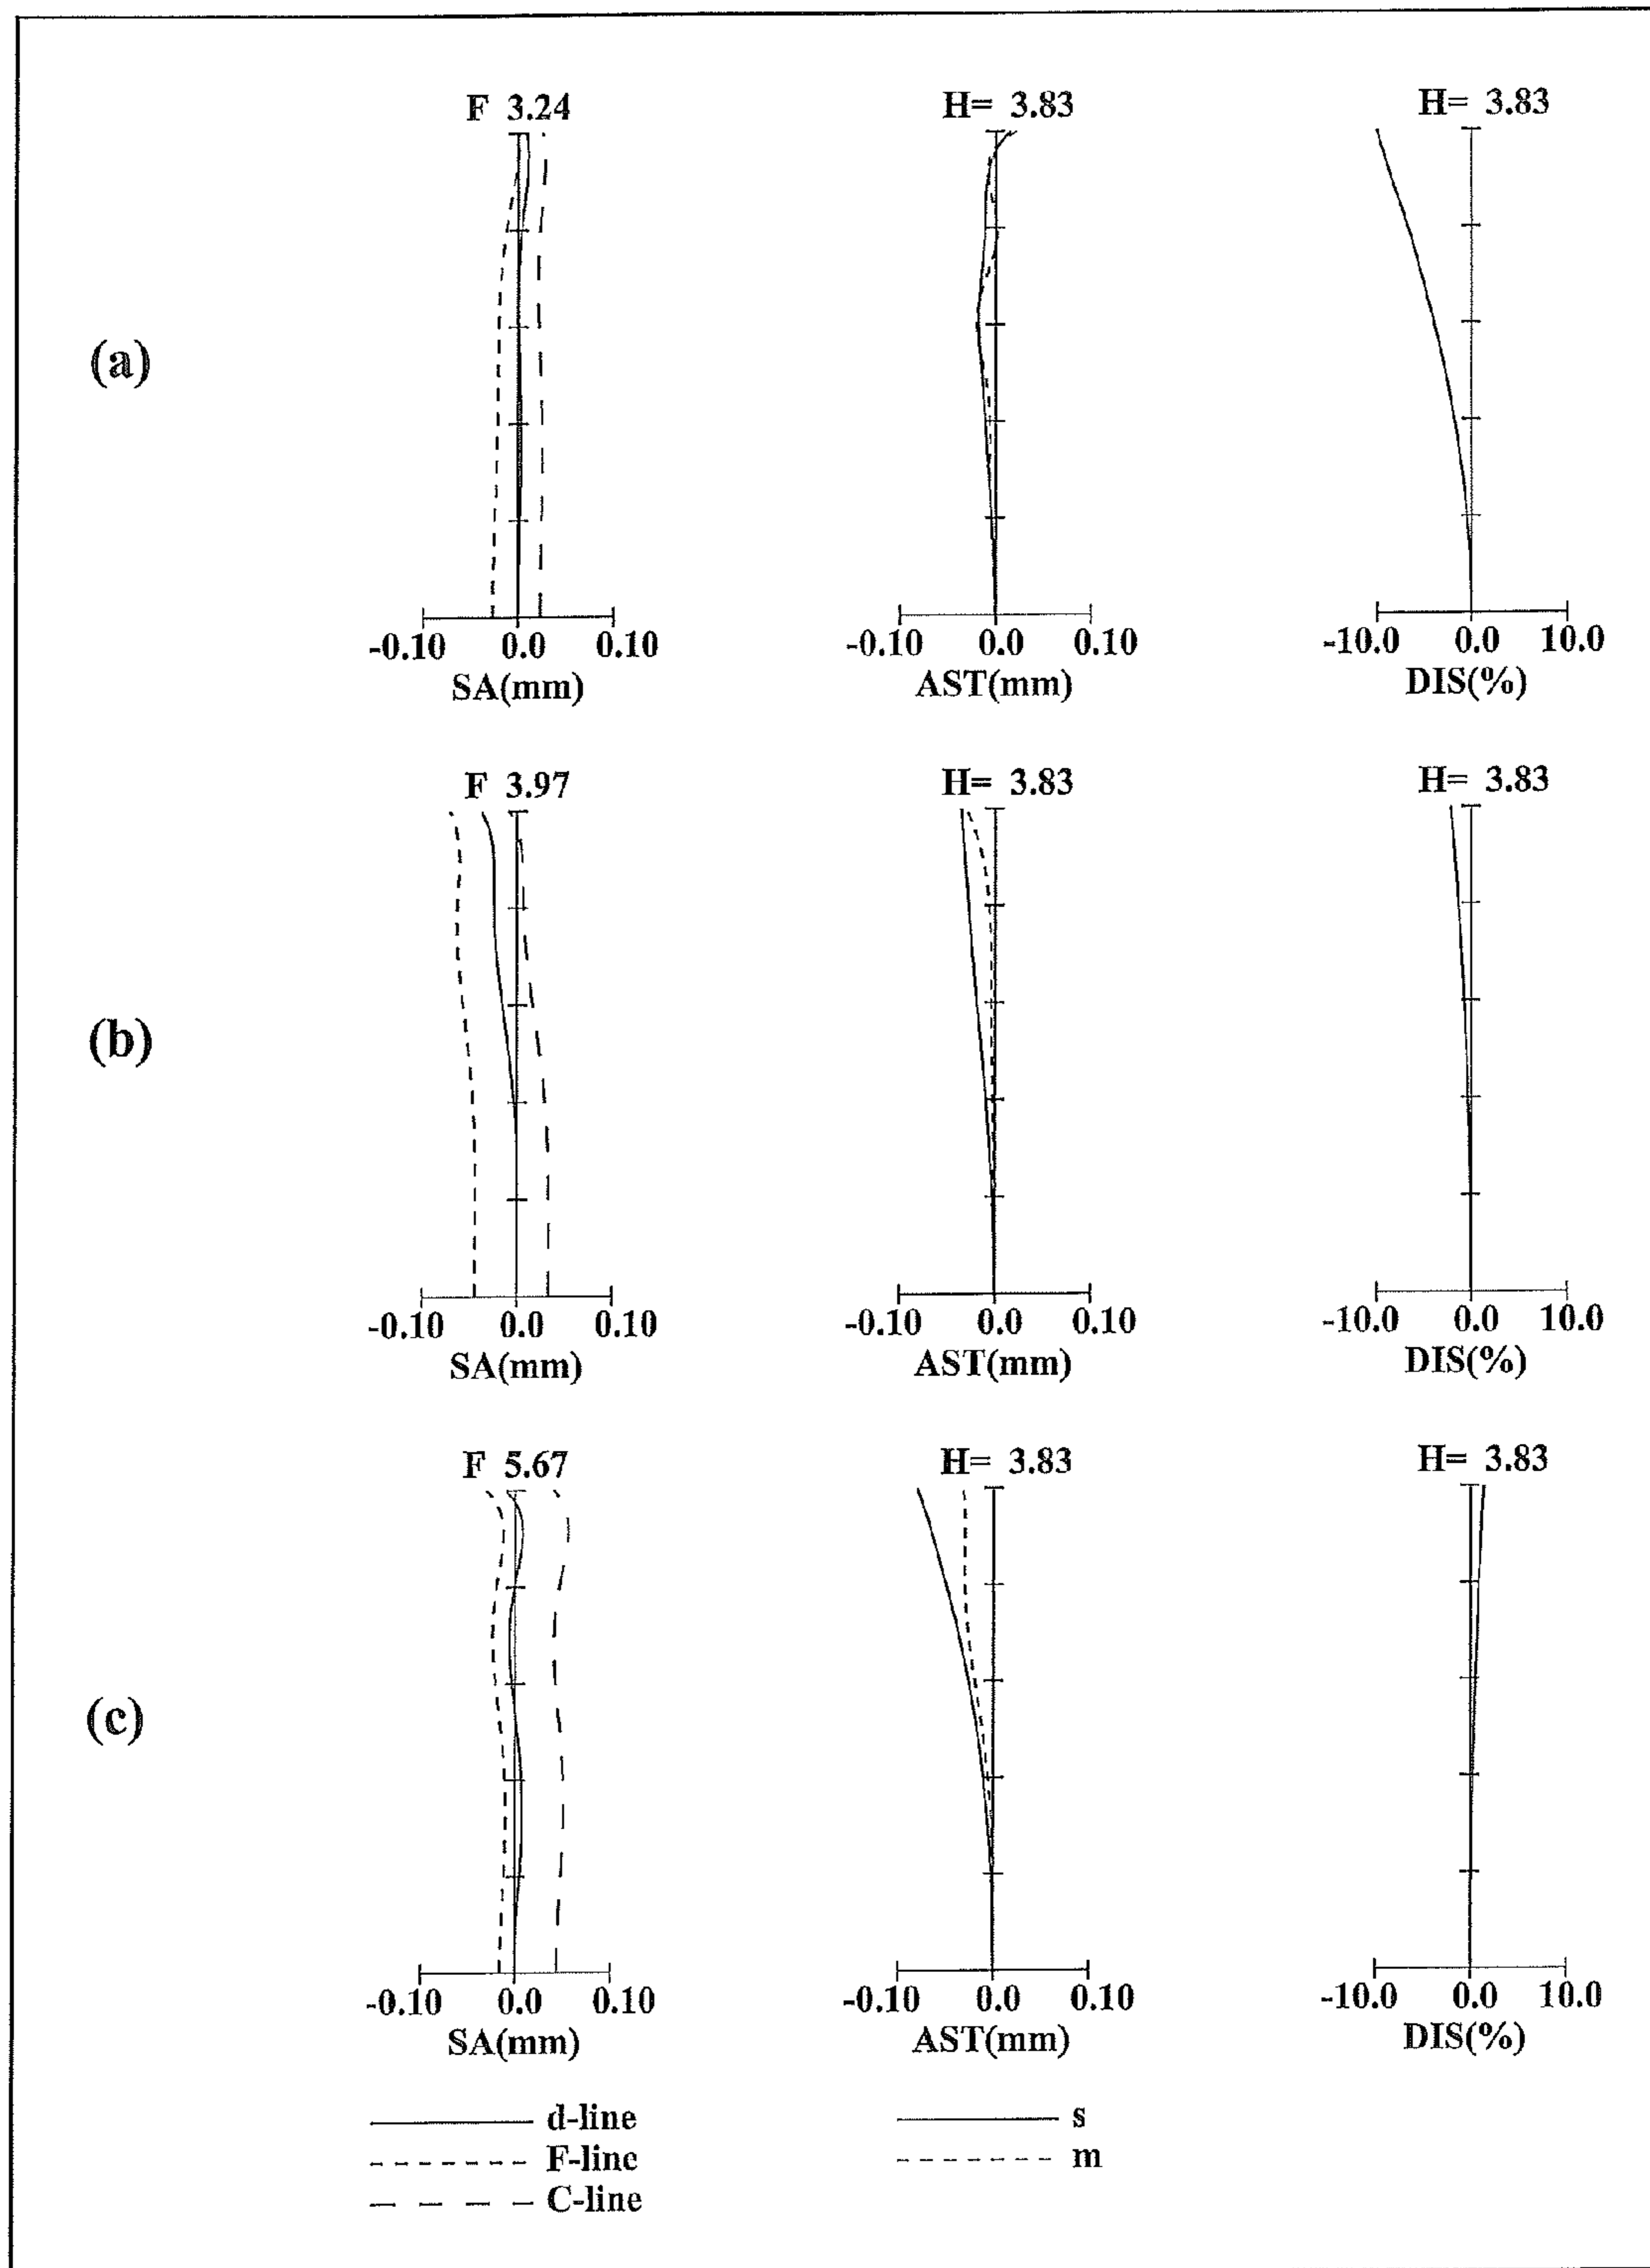 F 3.24 H= 3.83 H= 3.83
(a)
-0.10 0.0 0.10 -0.10 0.0 0.10 -10.0 0.0 10.0
SA(mm) AST(mm) DIS(%)
F 3.97 H= 3.83 H= 3.83
(b)
-0.10 0.0 0.10 -0.10 0.0 0.10 -10.0 0.0 10.0
SA(mm) AST(mm) DIS(%)
F 5.67 H= 3.83 H= 3.83
(c)
-0.10 0.0 0.10 -0.10 0.0 0.10 -10.0 0.0 10.0
SA(mm) AST(mm) DIS(%)
d-line s
F-line m
C-line